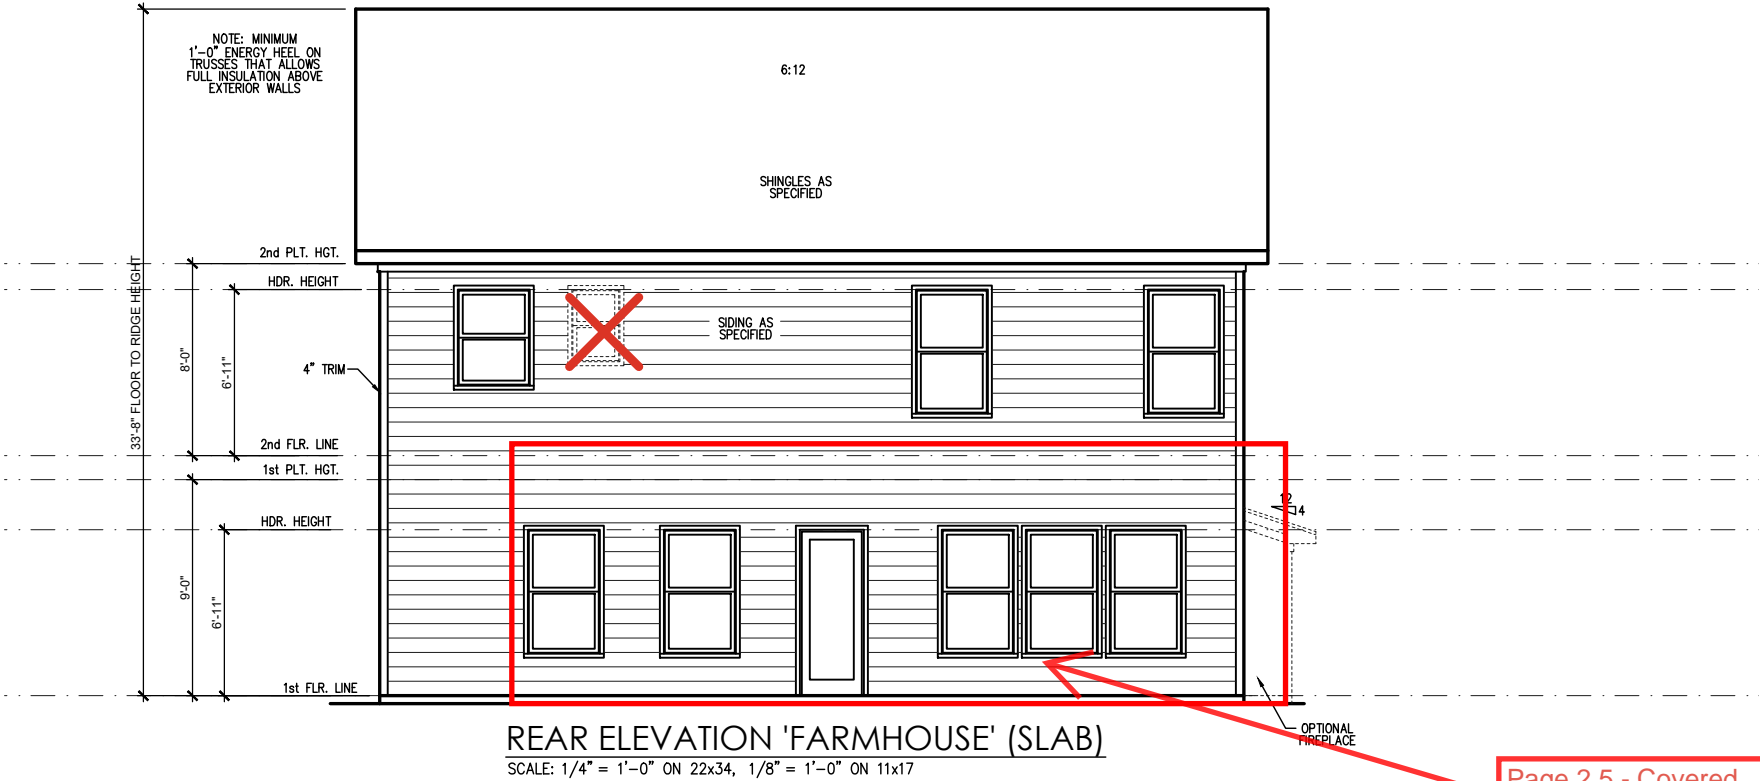 NOTE: MINIMUM
1'-0" ENERGY HEEL ON
TRUSSES THAT ALLOWS
FULL INSULATION ABOVE
EXTERIOR WALLS
6:12
SHINGLES AS
SPECIFIED
2nd PLT. HGT.
HDR. HEIGHT
33'-8" FLOOR TO RIDGE HEIGHT
8'-0"
6'-11"
SIDING AS
SPECIFIED
4" TRIM
2nd FLR. LINE
1st PLT. HGT.
12
4
HDR. HEIGHT
9'-0"
6'-11"
1st FLR. LINE
OPTIONAL
FIREPLACE
REAR ELEVATION 'FARMHOUSE' (SLAB)
SCALE: 1/4" = 1'-0" ON 22x34, 1/8" = 1'-0" ON 11x17
Page 2.5 - Covered